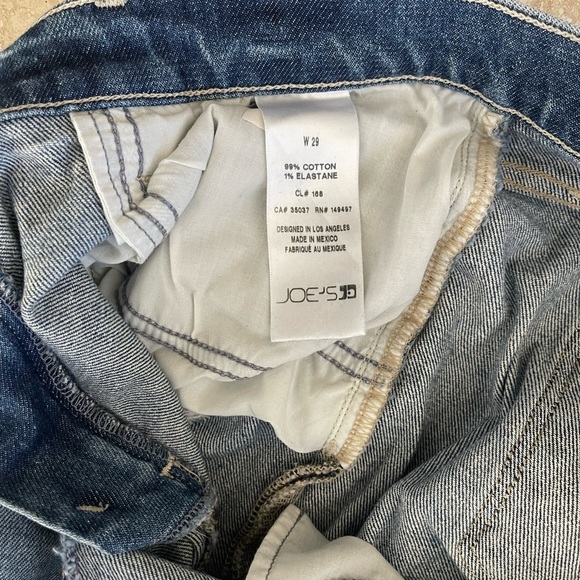 W 29
99% COTTON
1% ELASTANE
CL# 168
CA# 35037 RN# 149497
DESIGNED IN LOS ANGELES
MADE IN MEXICO
FABRIQUÉ AU MEXIQUE
JOE'S